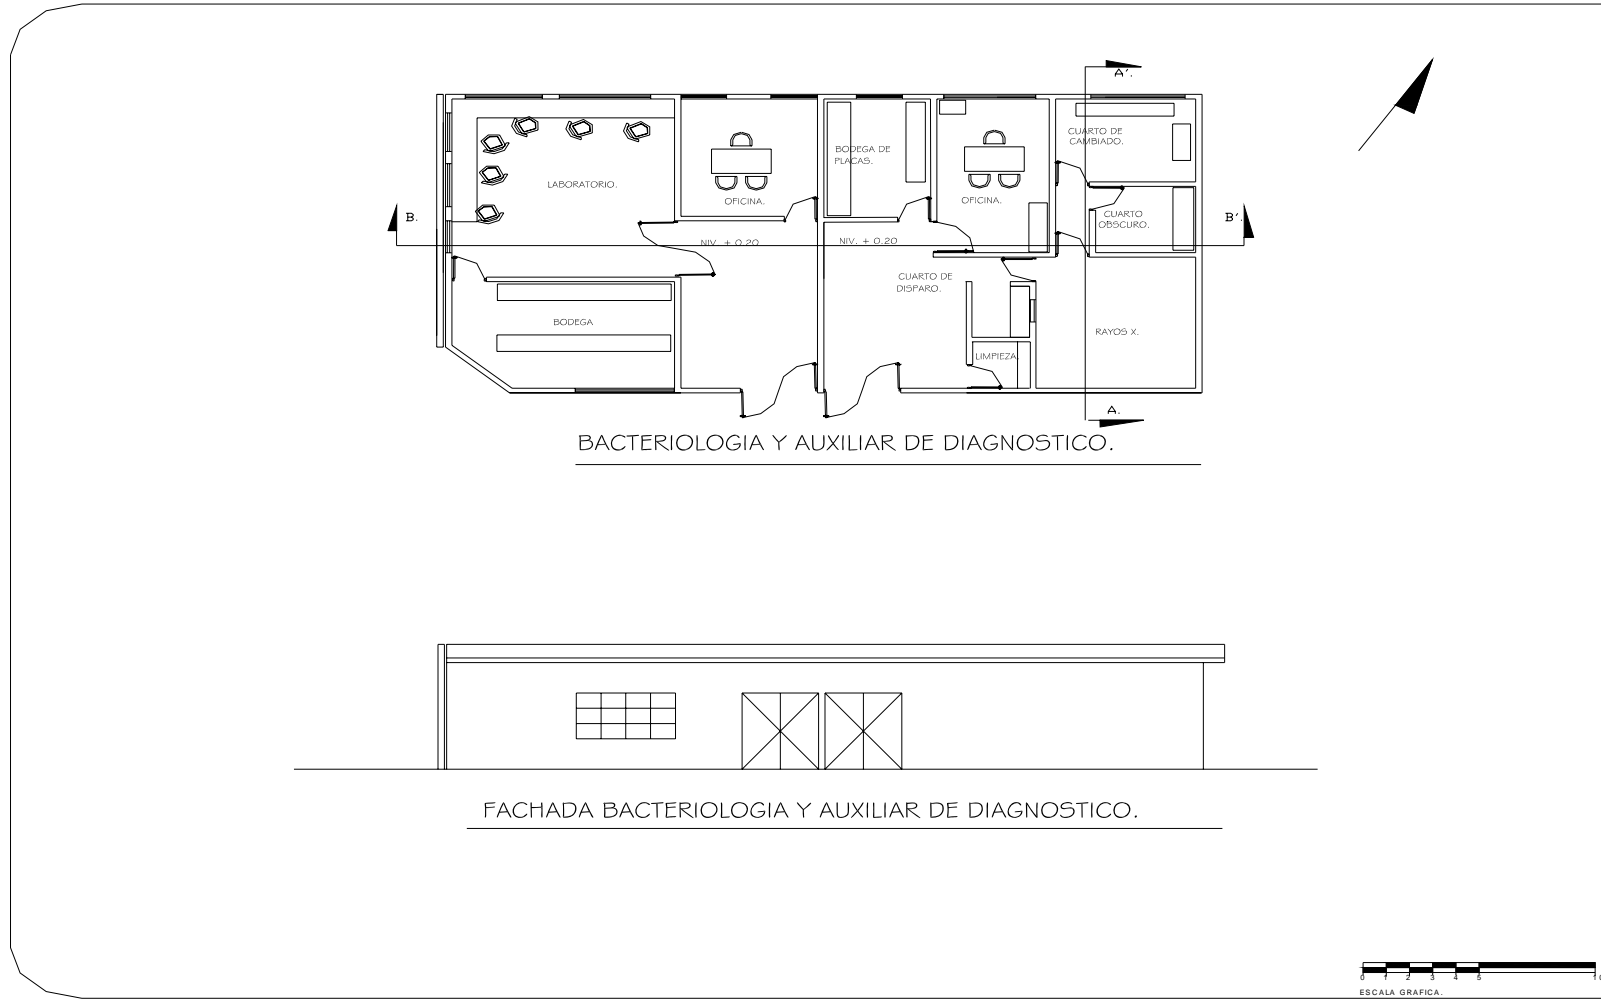 A'.
CUARTO DE
CAMBIADO.
BODEGA DE
PLACAS.
LABORATORIO.
OFICINA.
OFICINA.
B.
CUARTO
OBSCURO.
B'.
NIV. + 0.20
NIV. + 0.20
CUARTO DE
DISPARO.
BODEGA
RAYOS X.
LIMPIEZA.
A.
BACTERIOLOGIA Y AUXILIAR DE DIAGNOSTICO.
FACHADA BACTERIOLOGIA Y AUXILIAR DE DIAGNOSTICO.
0 1 2 3 4 5 10
ESCALA GRAFICA.